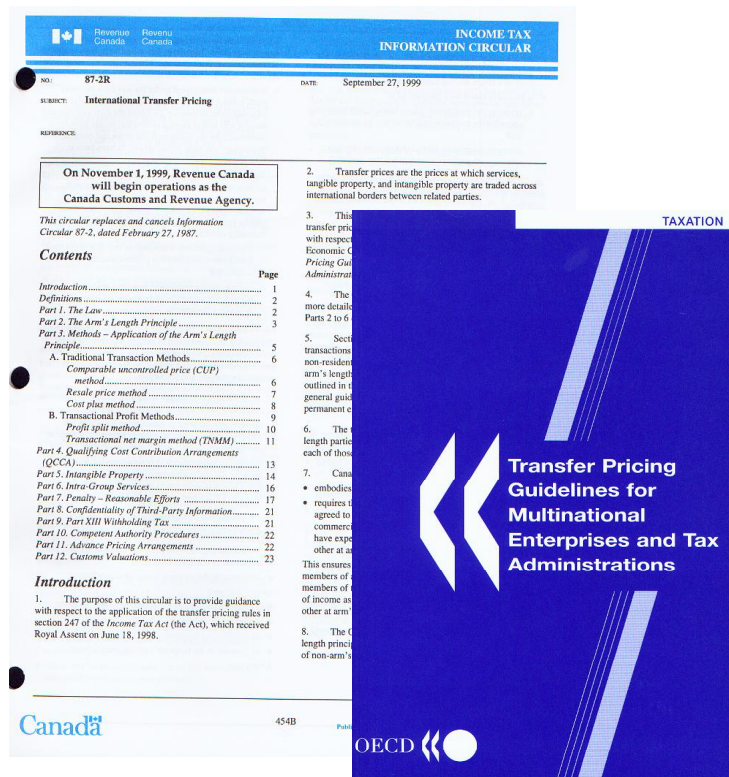 Revenue Revenu
Canada Canada
INCOME TAX
INFORMATION CIRCULAR
NO.: 87-2R
DATE: September 27, 1999
SUBJECT: International Transfer Pricing
REFERENCE:
On November 1, 1999, Revenue Canada
will begin operations as the
Canada Customs and Revenue Agency.
This circular replaces and cancels Information
Circular 87-2, dated February 27, 1987.
Contents
Page
Introduction 1
Definitions 2
Part 1. The Law 2
Part 2. The Arm's Length Principle 3
Part 3. Methods – Application of the Arm's Length
Principle 5
A. Traditional Transaction Methods 6
Comparable uncontrolled price (CUP)
method 6
Resale price method 7
Cost plus method 8
B. Transactional Profit Methods 9
Profit split method 10
Transactional net margin method (TNMM) 11
Part 4. Qualifying Cost Contribution Arrangements
(QCCA) 13
Part 5. Intangible Property 14
Part 6. Intra-Group Services 16
Part 7. Penalty – Reasonable Efforts 17
Part 8. Confidentiality of Third-Party Information 21
Part 9. Part XIII Withholding Tax 21
Part 10. Competent Authority Procedures 22
Part 11. Advance Pricing Arrangements 22
Part 12. Customs Valuations 23
Introduction
1. The purpose of this circular is to provide guidance
with respect to the application of the transfer pricing rules in
section 247 of the Income Tax Act (the Act), which received
Royal Assent on June 18, 1998.
2. Transfer prices are the prices at which services,
tangible property, and intangible property are traded across
international borders between related parties.
3. This
transfer pric
with respect
Economic C
Pricing Gui
Administrat
4. The
more detaile
Parts 2 to 6
5. Secti
transactions
non-resident
arm's length
outlined in t
general guid
permanent e
6. The t
length partie
each of those
7. Cana
• embodies
• requires t
agreed to
commerci
have expe
other at ar
This ensures
members of a
members of t
of income as
other at arm'
8. The C
length princip
of non-arm's
Canada
454B
Publi
TAXATION
Transfer Pricing
Guidelines for
Multinational
Enterprises and Tax
Administrations
OECD